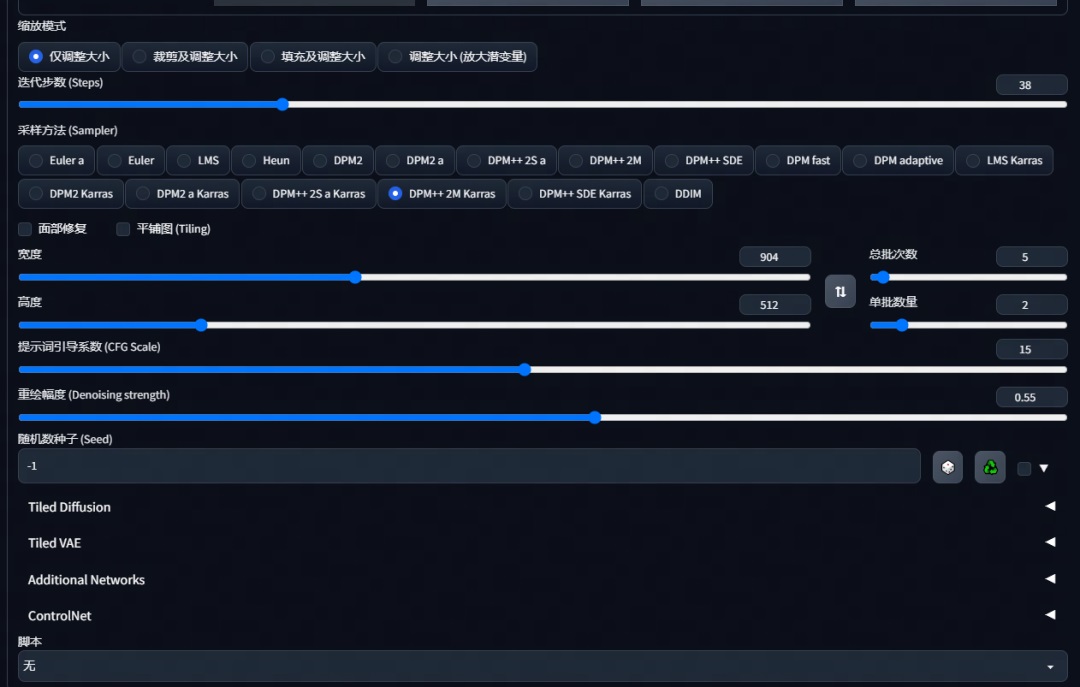 缩放模式
仅调整大小 裁剪及调整大小 填充及调整大小 调整大小 (放大潜变量)
迭代步数 (Steps) 38
采样方法 (Sampler)
Euler a Euler LMS Heun DPM2 DPM2 a DPM++ 2S a DPM++ 2M DPM++ SDE DPM fast DPM adaptive LMS Karras
DPM2 Karras DPM2 a Karras DPM++ 2S a Karras DPM++ 2M Karras DPM++ SDE Karras DDIM
面部修复 平铺图 (Tiling)
宽度 904 总批次数 5
高度 512 单批数量 2
提示词引导系数 (CFG Scale) 15
重绘幅度 (Denoising strength) 0.55
随机数种子 (Seed)
-1
Tiled Diffusion
Tiled VAE
Additional Networks
ControlNet
脚本
无